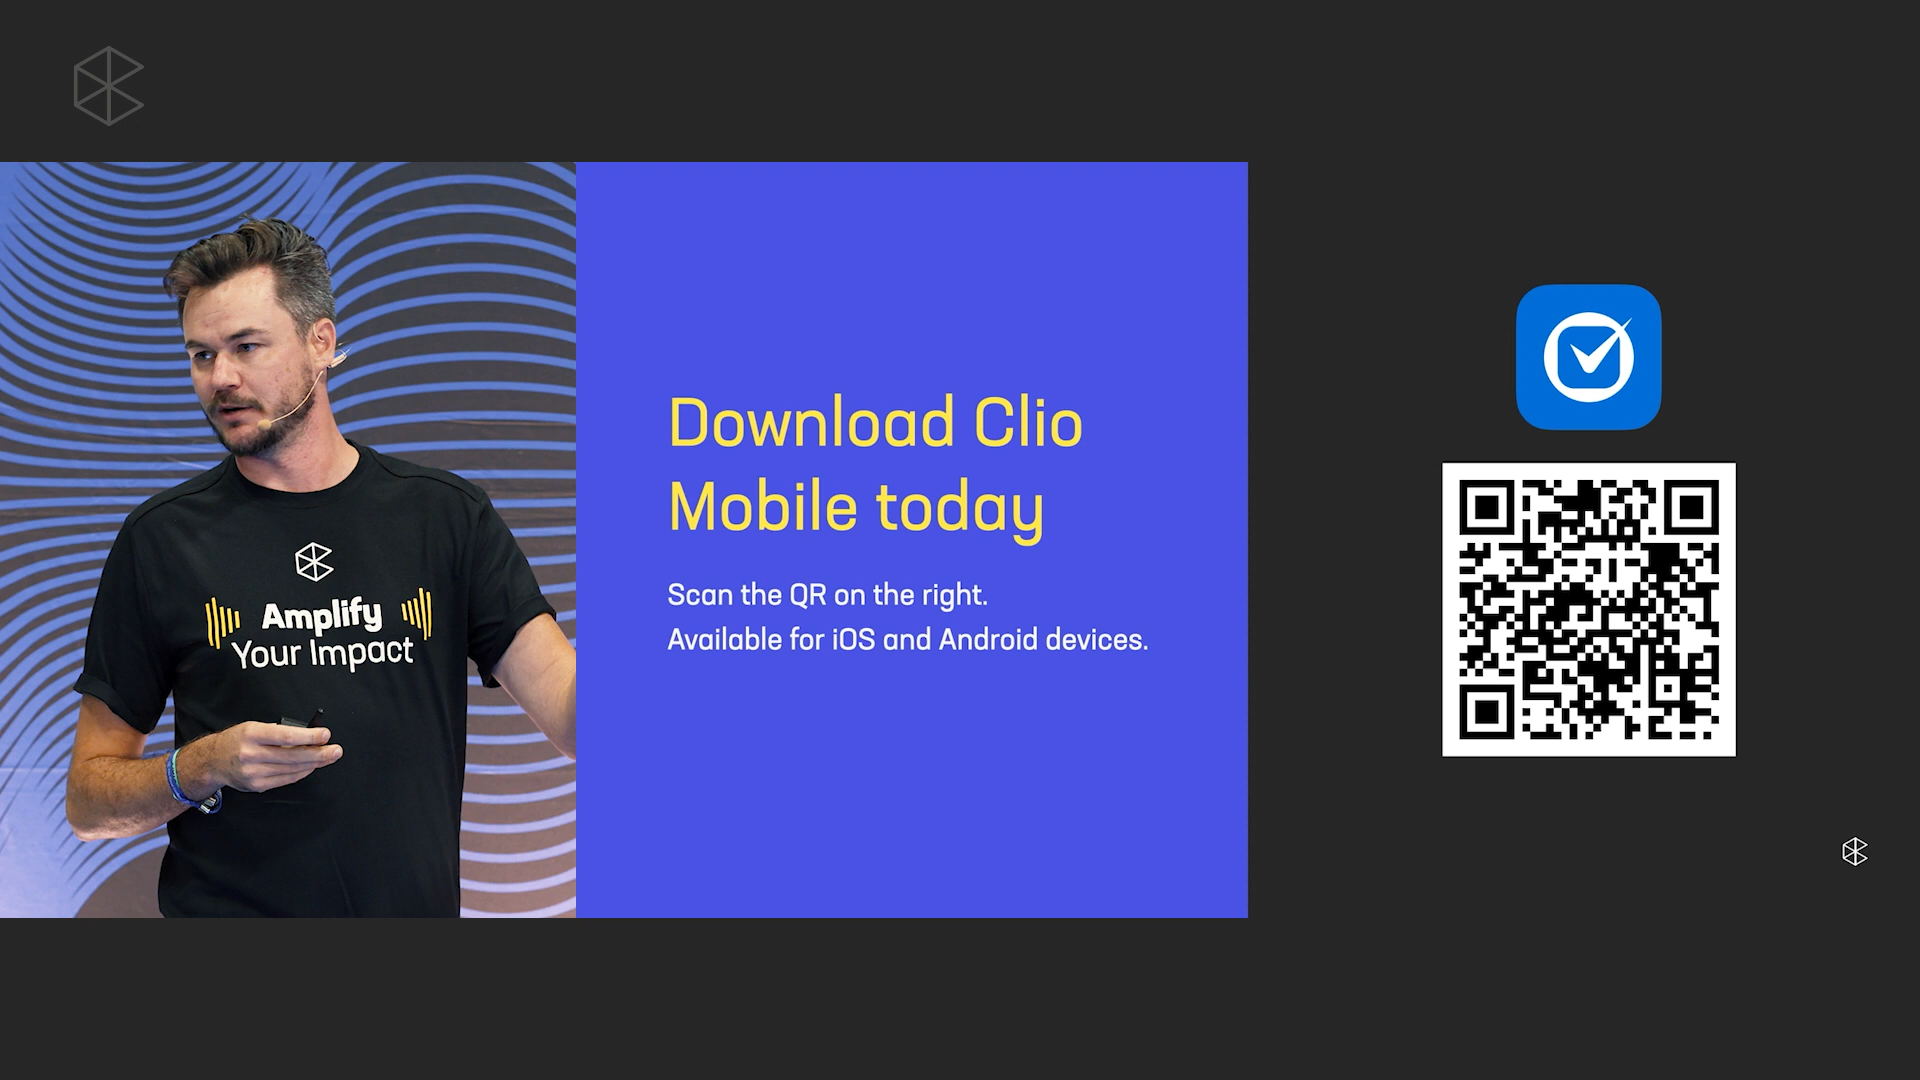 Amplify
Your Impact
Download Clio
Mobile today
Scan the QR on the right.
Available for iOS and Android devices.